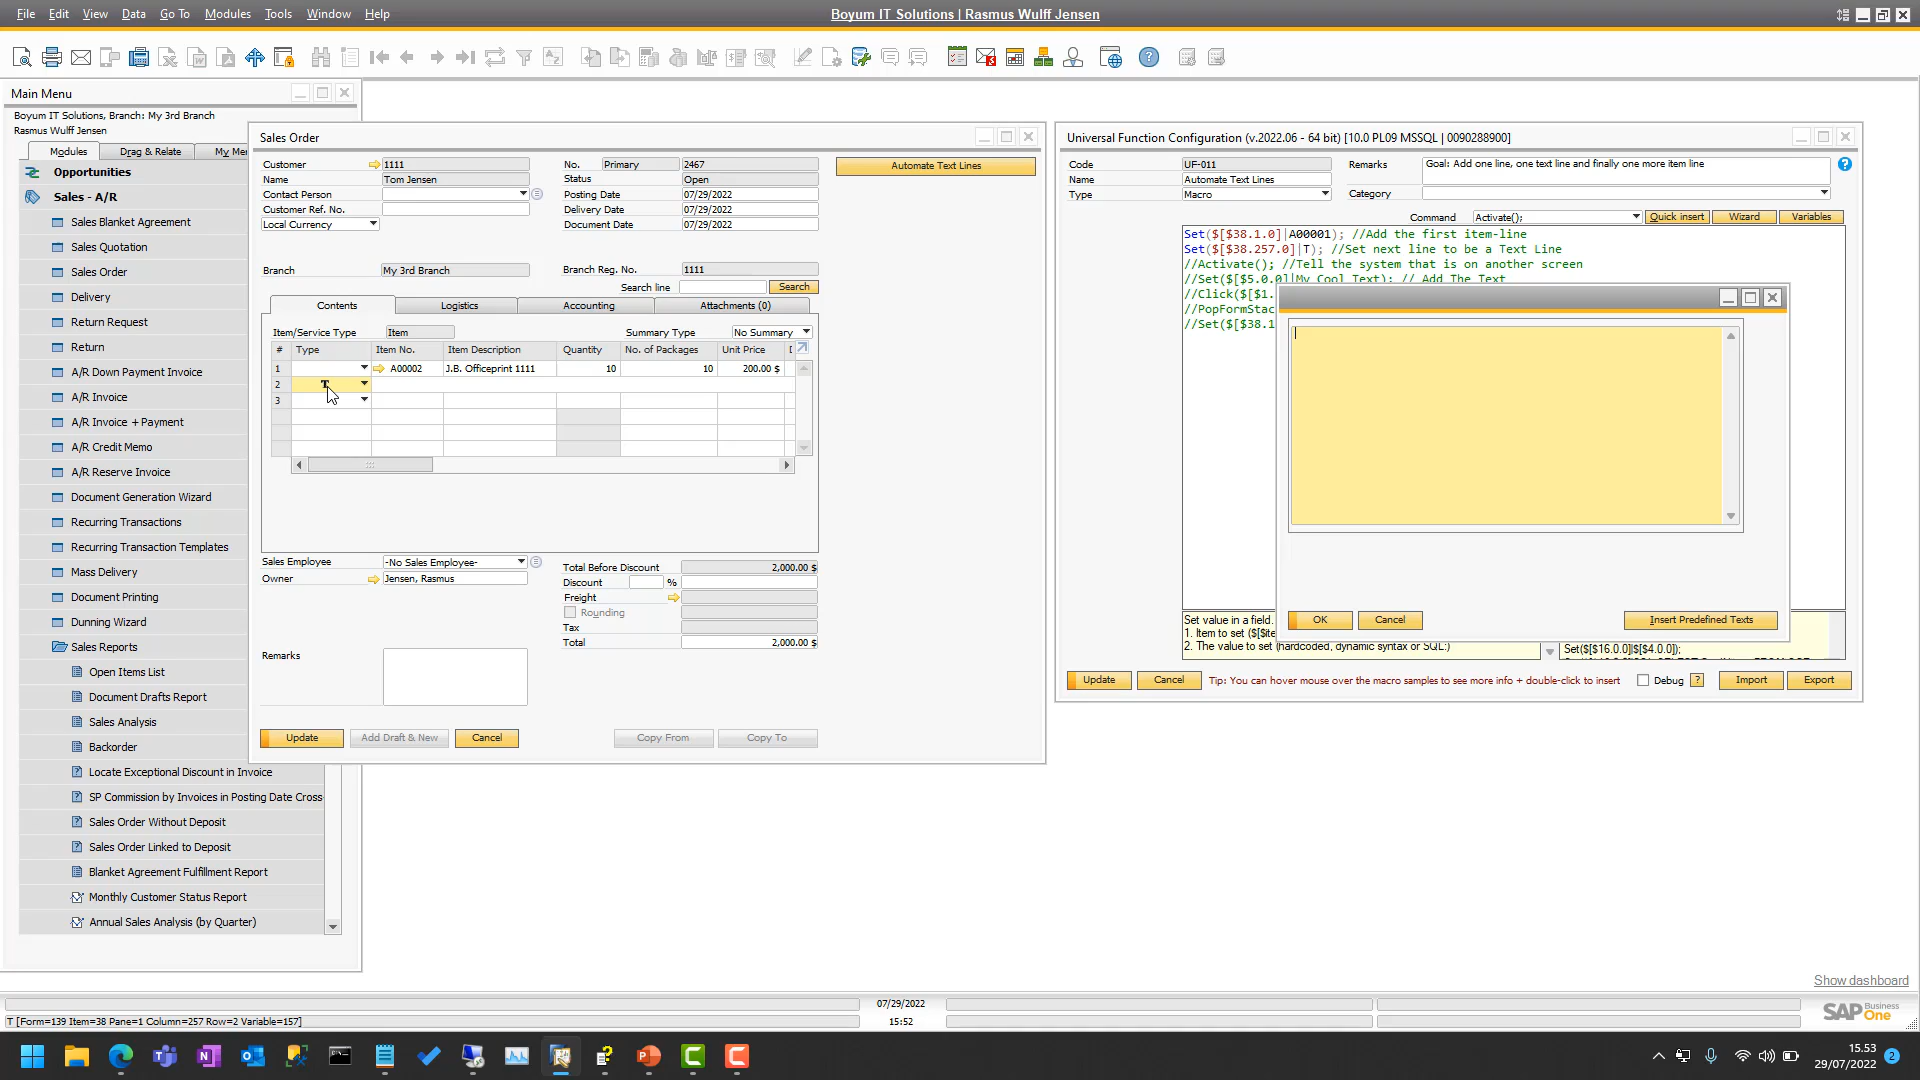 File Edit View Data Go To Modules Tools Window Help
Boyum IT Solutions | Rasmus Wulff Jensen
Main Menu
Boyum IT Solutions, Branch: My 3rd Branch
Rasmus Wulff Jensen
Modules Drag & Relate My Me
Opportunities
Sales - A/R
Sales Blanket Agreement
Sales Quotation
Sales Order
Delivery
Return Request
Return
A/R Down Payment Invoice
A/R Invoice
A/R Invoice + Payment
A/R Credit Memo
A/R Reserve Invoice
Document Generation Wizard
Recurring Transactions
Recurring Transaction Templates
Mass Delivery
Document Printing
Dunning Wizard
Sales Reports
Open Items List
Document Drafts Report
Sales Analysis
Backorder
Locate Exceptional Discount in Invoice
SP Commission by Invoices in Posting Date Cross-
Sales Order Without Deposit
Sales Order Linked to Deposit
Blanket Agreement Fulfillment Report
Monthly Customer Status Report
Annual Sales Analysis (by Quarter)
Sales Order
Customer 1111
Name Tom Jensen
Contact Person
Customer Ref. No.
Local Currency
No. Primary 2467
Status Open
Posting Date 07/29/2022
Delivery Date 07/29/2022
Document Date 07/29/2022
Automate Text Lines
Branch My 3rd Branch
Branch Reg. No. 1111
Search line Search
Contents Logistics Accounting Attachments (0)
Item/Service Type Item
Summary Type No Summary
# Type Item No. Item Description Quantity No. of Packages Unit Price D
1 A00002 J.B. Officeprint 1111 10 10 200.00 $
2 T
3
Sales Employee -No Sales Employee-
Owner Jensen, Rasmus
Total Before Discount 2,000.00 $
Discount %
Freight
Rounding
Tax
Total 2,000.00 $
Remarks
Update Add Draft & New Cancel Copy From Copy To
Universal Function Configuration (v.2022.06 - 64 bit) [10.0 PL09 MSSQL | 0090288900]
Code UF-011
Name Automate Text Lines
Type Macro
Remarks Goal: Add one line, one text line and finally one more item line
Category
Command Activate(); Quick insert Wizard Variables
Set($[$38.1.0]|A00001); //Add the first item-line
Set($[$38.257.0]|T); //Set next line to be a Text Line
//Activate(); //Tell the system that is on another screen
//Set($[$5.0.0]|My Cool Text); // Add The Text
//Click($[$1.
//PopFormStac
//Set($[$38.1
OK Cancel Insert Predefined Texts
Set value in a field.
1. Item to set ($[$ite
2. The value to set (hardcoded, dynamic syntax or SQL:)
Set($[$16.0.0]|$[$4.0.0]);
Update Cancel Tip: You can hover mouse over the macro samples to see more info + double-click to insert Debug ? Import Export
Show dashboard
07/29/2022
T [Form=139 Item=38 Pane=1 Column=257 Row=2 Variable=157]
15:52
SAP Business One
15.53
29/07/2022
2